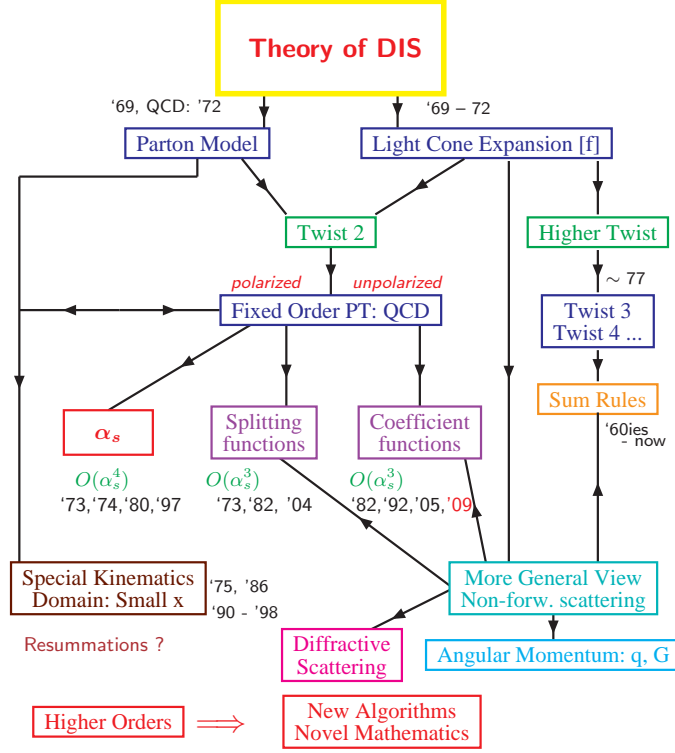 Theory of DIS
‘69, QCD: ’72
‘69 – 72
Parton Model
Light Cone Expansion [f]
Twist 2
Higher Twist
polarized
unpolarized
∼ 77
Fixed Order PT: QCD
Twist 3
Twist 4 ...
α_s
Splitting
functions
Coefficient
functions
Sum Rules
‘60ies
- now
O(α_s^4)
O(α_s^3)
O(α_s^3)
‘73,‘74,‘80,‘97
‘73,‘82, ’04
‘82,‘92,’05,‘09
Special Kinematics
Domain: Small x
‘75, ’86
‘90 - ’98
More General View
Non-forw. scattering
Resummations ?
Diffractive
Scattering
Angular Momentum: q, G
Higher Orders
⟹
New Algorithms
Novel Mathematics